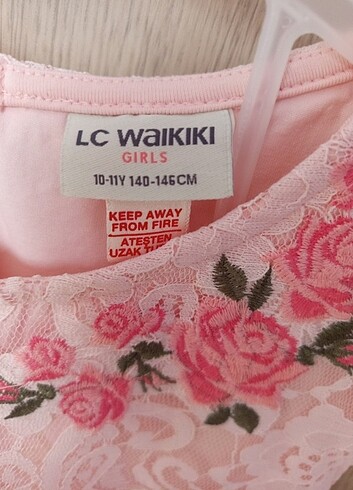 LC WAIKIKI
GIRLS
10-11Y 140-146CM
KEEP AWAY
FROM FIRE
ATEŞTEN
UZAK